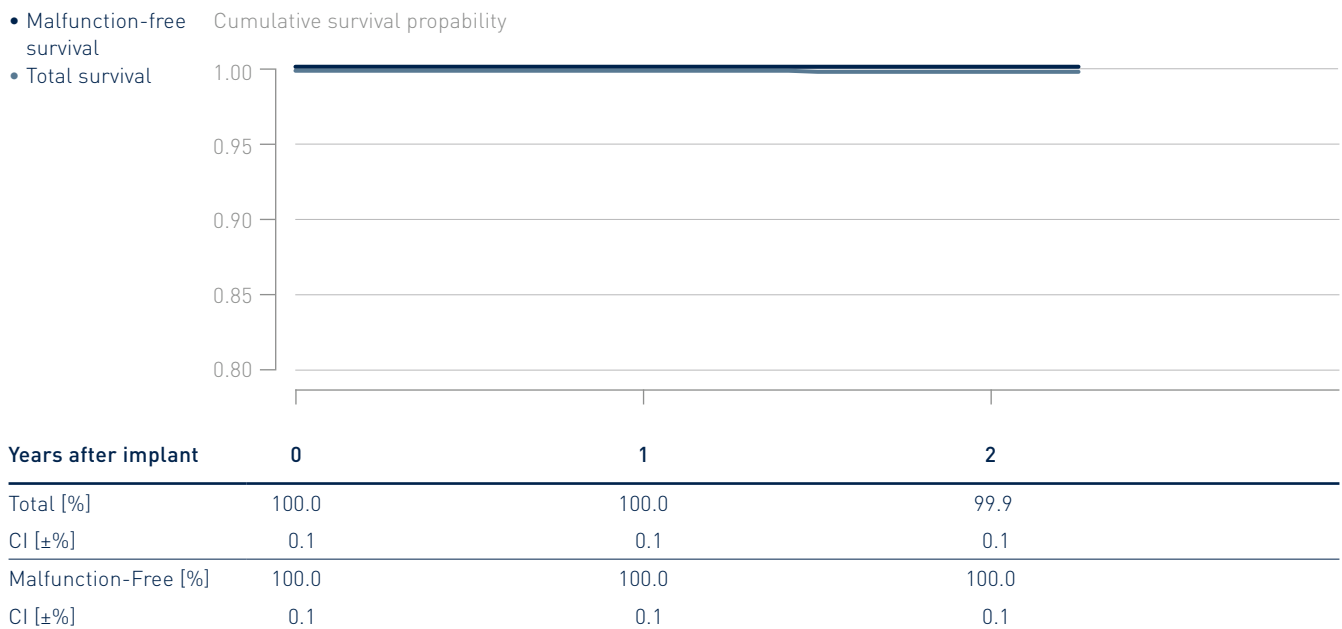 • Malfunction-free survival
• Total survival
Cumulative survival propability
1.00
0.95
0.90
0.85
0.80
Years after implant 0 1 2
Total [%] 100.0 100.0 99.9
CI [±%] 0.1 0.1 0.1
Malfunction-Free [%] 100.0 100.0 100.0
CI [±%] 0.1 0.1 0.1